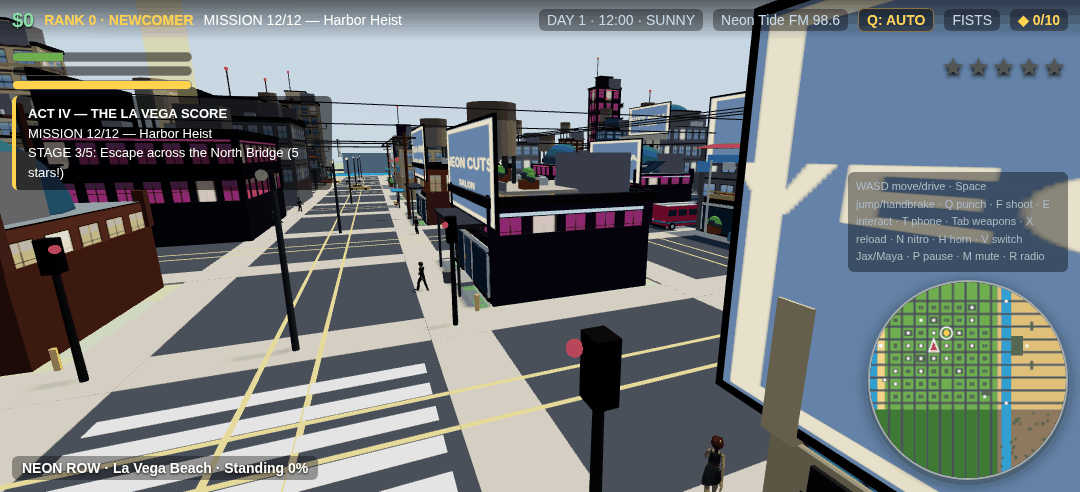 $0 RANK 0 · NEWCOMER MISSION 12/12 — Harbor Heist
DAY 1 · 12:00 · SUNNY
Neon Tide FM 98.6
Q: AUTO
FISTS
◆ 0/10
ACT IV — THE LA VEGA SCORE
MISSION 12/12 — Harbor Heist
STAGE 3/5: Escape across the North Bridge (5
stars!)
NEON CUTS
SALON
WASD move/drive · Space
jump/handbrake · Q punch · F shoot · E
interact · T phone · Tab weapons · X
reload · N nitro · H horn · V switch
Jax/Maya · P pause · M mute · R radio
NEON ROW · La Vega Beach · Standing 0%